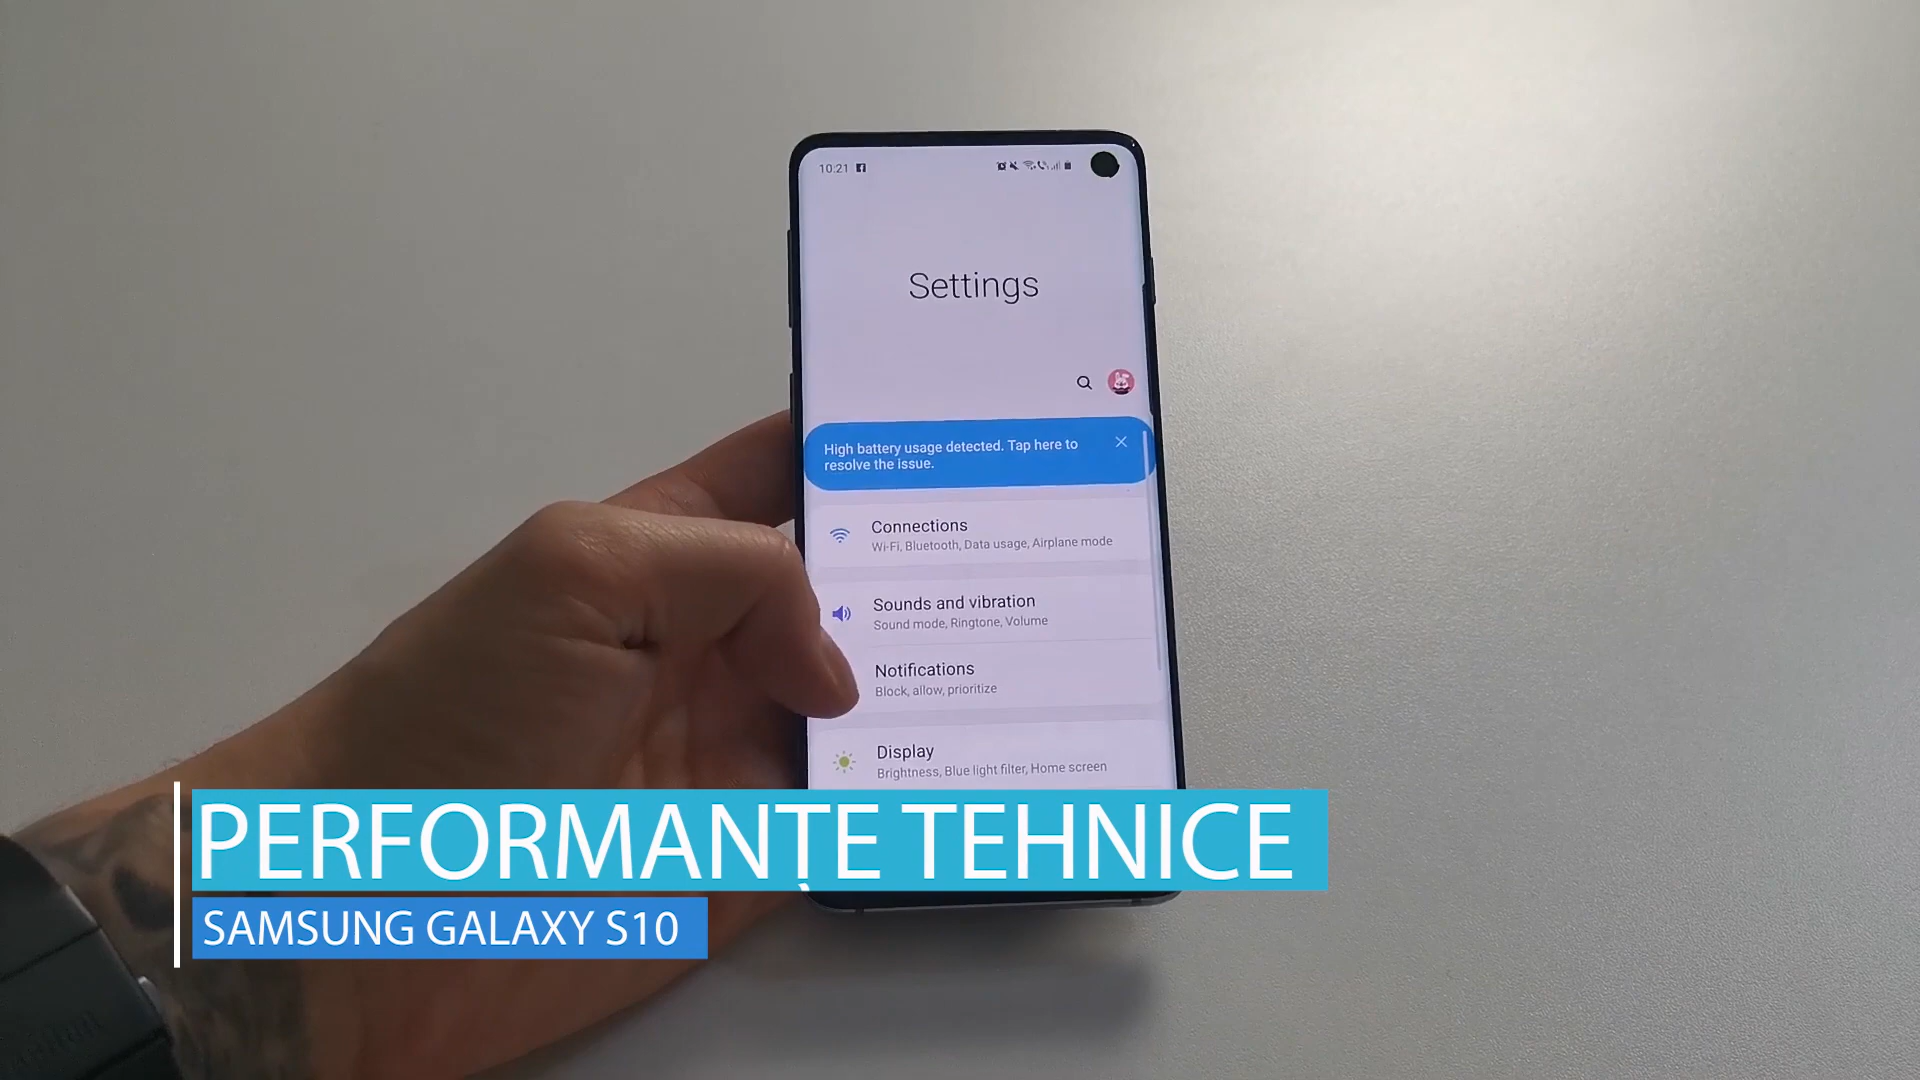 10:21
Settings
High battery usage detected. Tap here to
resolve the issue.
Connections
Wi-Fi, Bluetooth, Data usage, Airplane mode
Sounds and vibration
Sound mode, Ringtone, Volume
Notifications
Block, allow, prioritize
Display
Brightness, Blue light filter, Home screen
PERFORMANȚE TEHNICE
SAMSUNG GALAXY S10